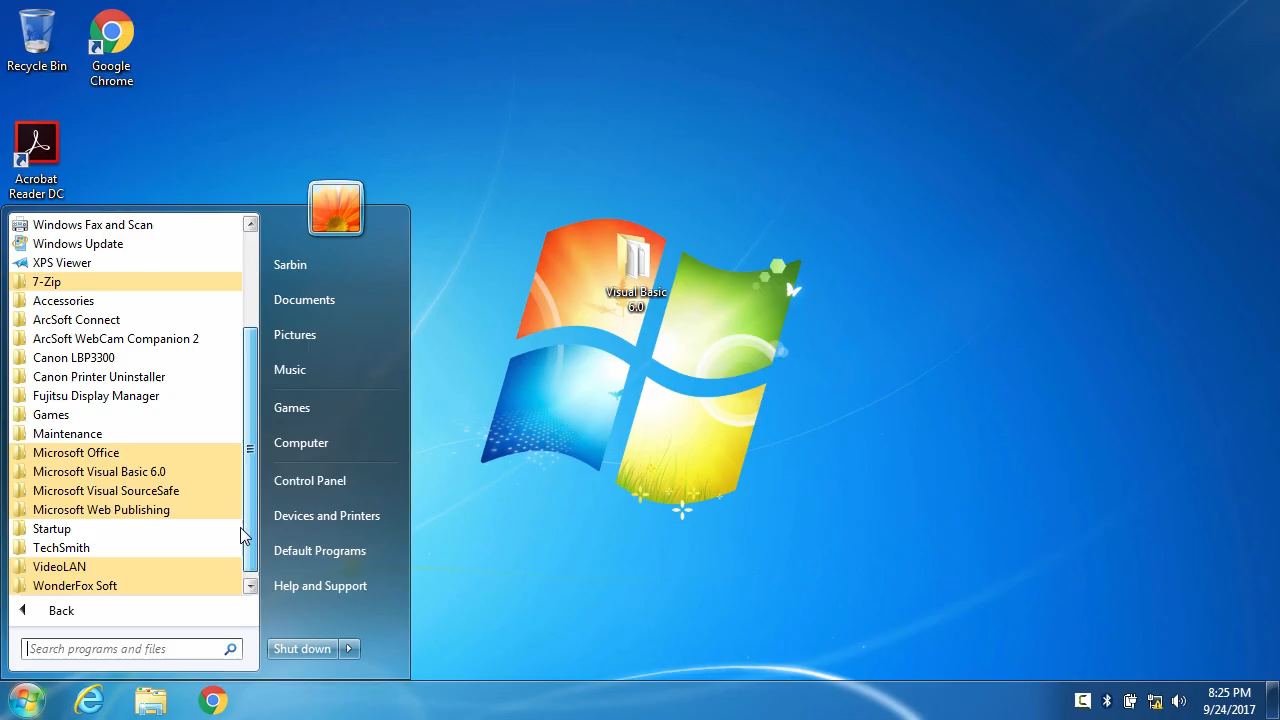 Recycle Bin
Google
Chrome
Acrobat
Reader DC
Visual Basic
6.0
Windows Fax and Scan
Windows Update
XPS Viewer
7-Zip
Accessories
ArcSoft Connect
ArcSoft WebCam Companion 2
Canon LBP3300
Canon Printer Uninstaller
Fujitsu Display Manager
Games
Maintenance
Microsoft Office
Microsoft Visual Basic 6.0
Microsoft Visual SourceSafe
Microsoft Web Publishing
Startup
TechSmith
VideoLAN
WonderFox Soft
Back
Search programs and files
Sarbin
Documents
Pictures
Music
Games
Computer
Control Panel
Devices and Printers
Default Programs
Help and Support
Shut down
8:25 PM
9/24/2017